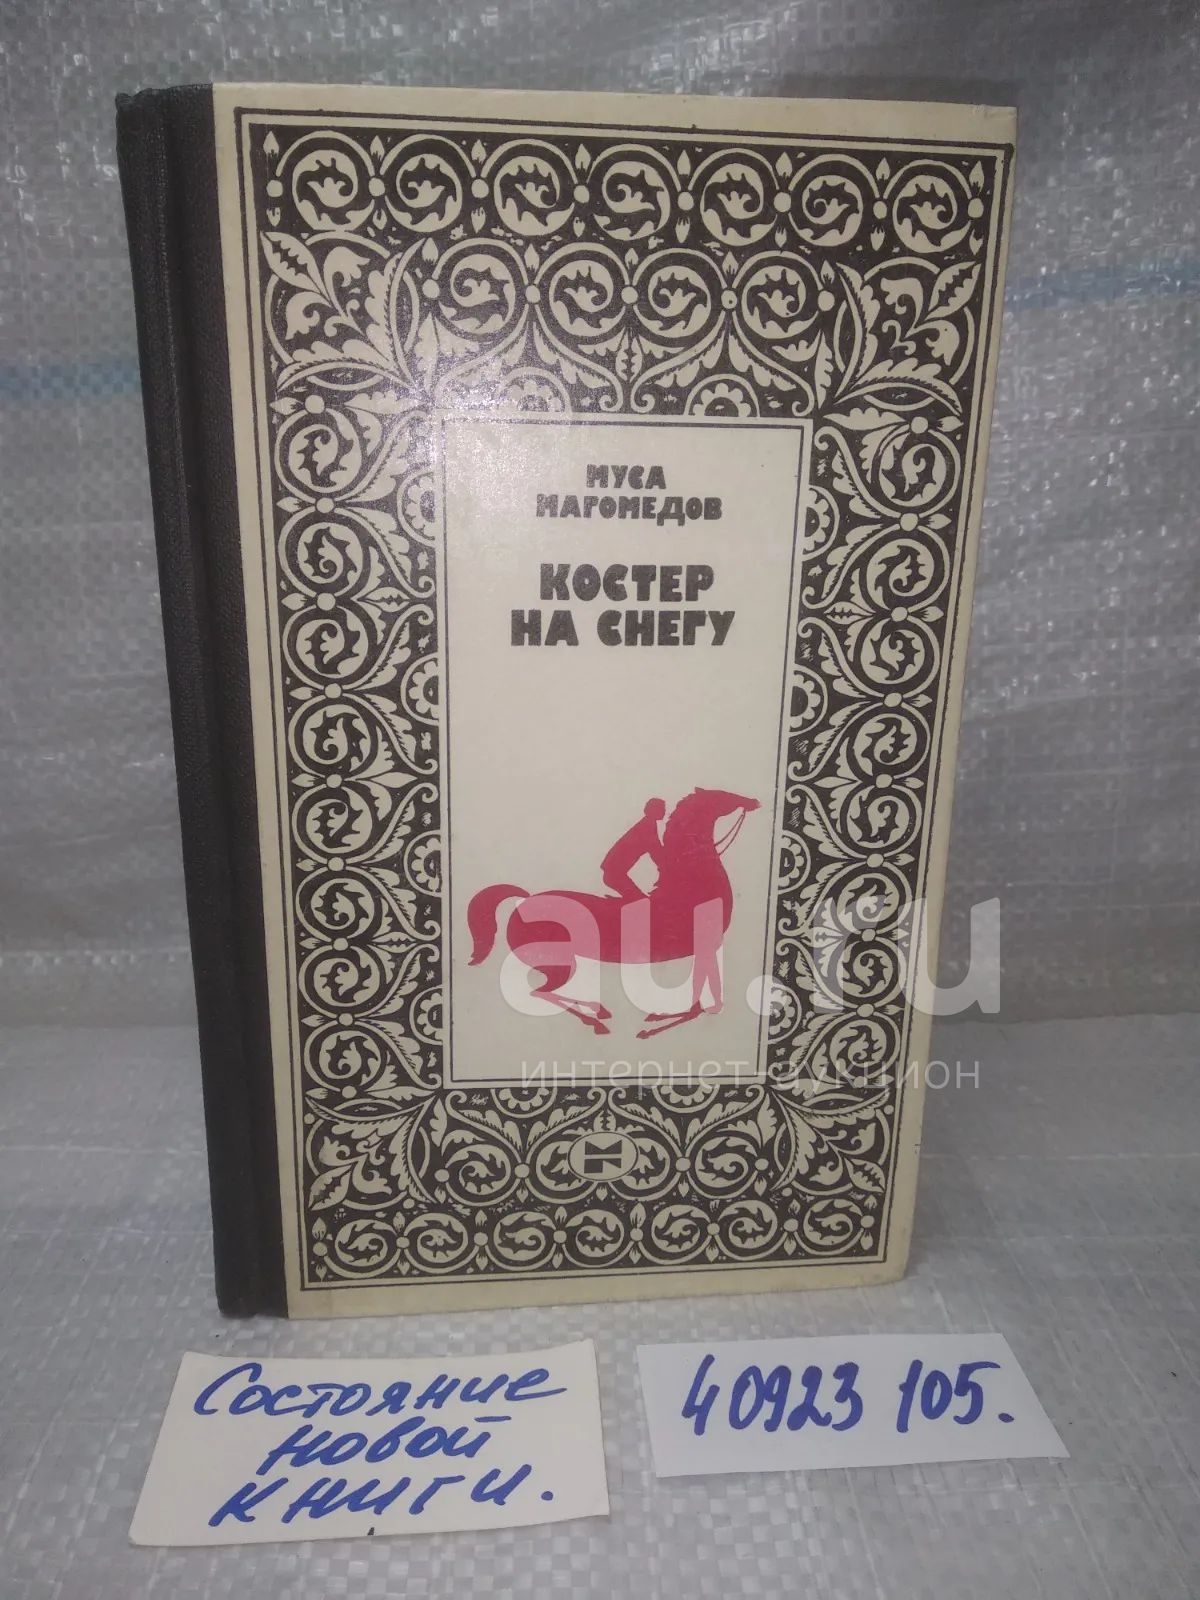 МУСА
МАГОМЕДОВ
КОСТЕР
НА СНЕГУ
au.ru
интернет-аукцион
Состояние
новой
книги.
40923 105.